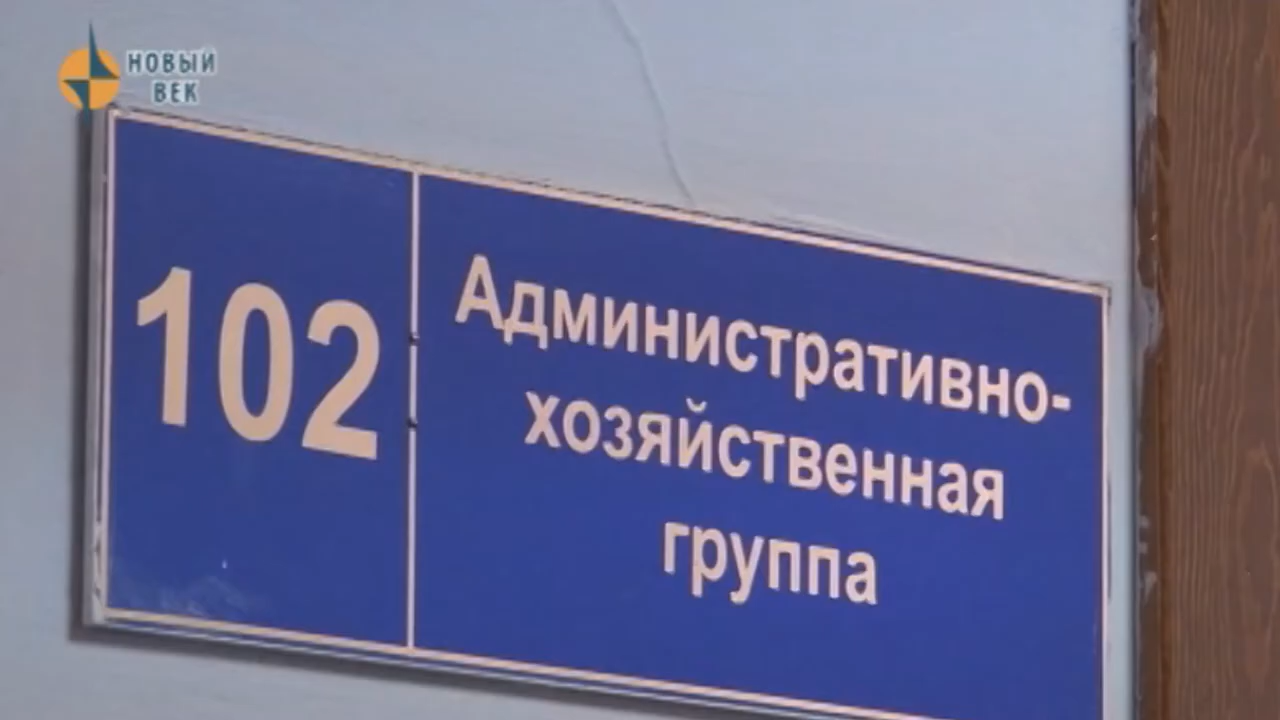 НОВЫЙ
ВЕК
102
Административно-
хозяйственная
группа